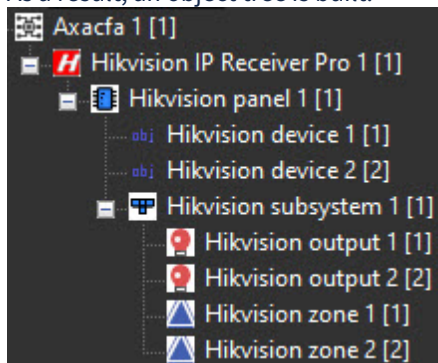 Axacfa 1 [1]
Hikvision IP Receiver Pro 1 [1]
Hikvision panel 1 [1]
obj Hikvision device 1 [1]
obj Hikvision device 2 [2]
Hikvision subsystem 1 [1]
Hikvision output 1 [1]
Hikvision output 2 [2]
Hikvision zone 1 [1]
Hikvision zone 2 [2]